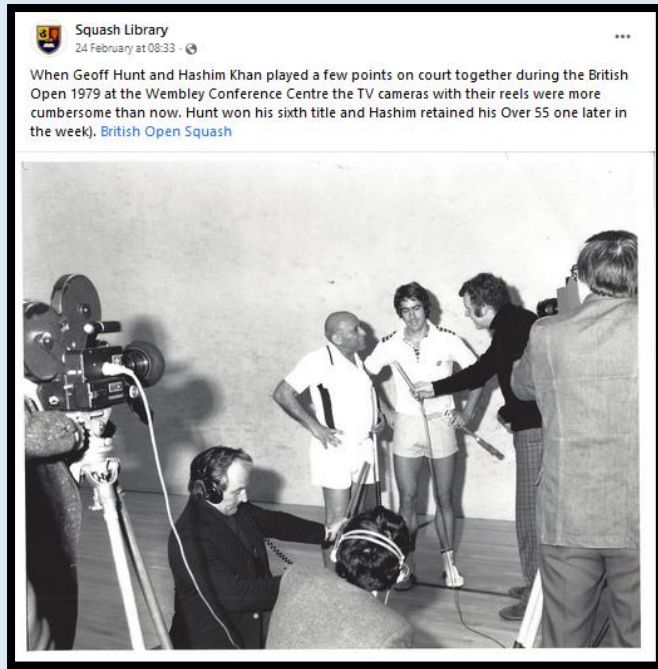 Squash Library
24 February at 08:33 ·
When Geoff Hunt and Hashim Khan played a few points on court together during the British
Open 1979 at the Wembley Conference Centre the TV cameras with their reels were more
cumbersome than now. Hunt won his sixth title and Hashim retained his Over 55 one later in
the week). British Open Squash